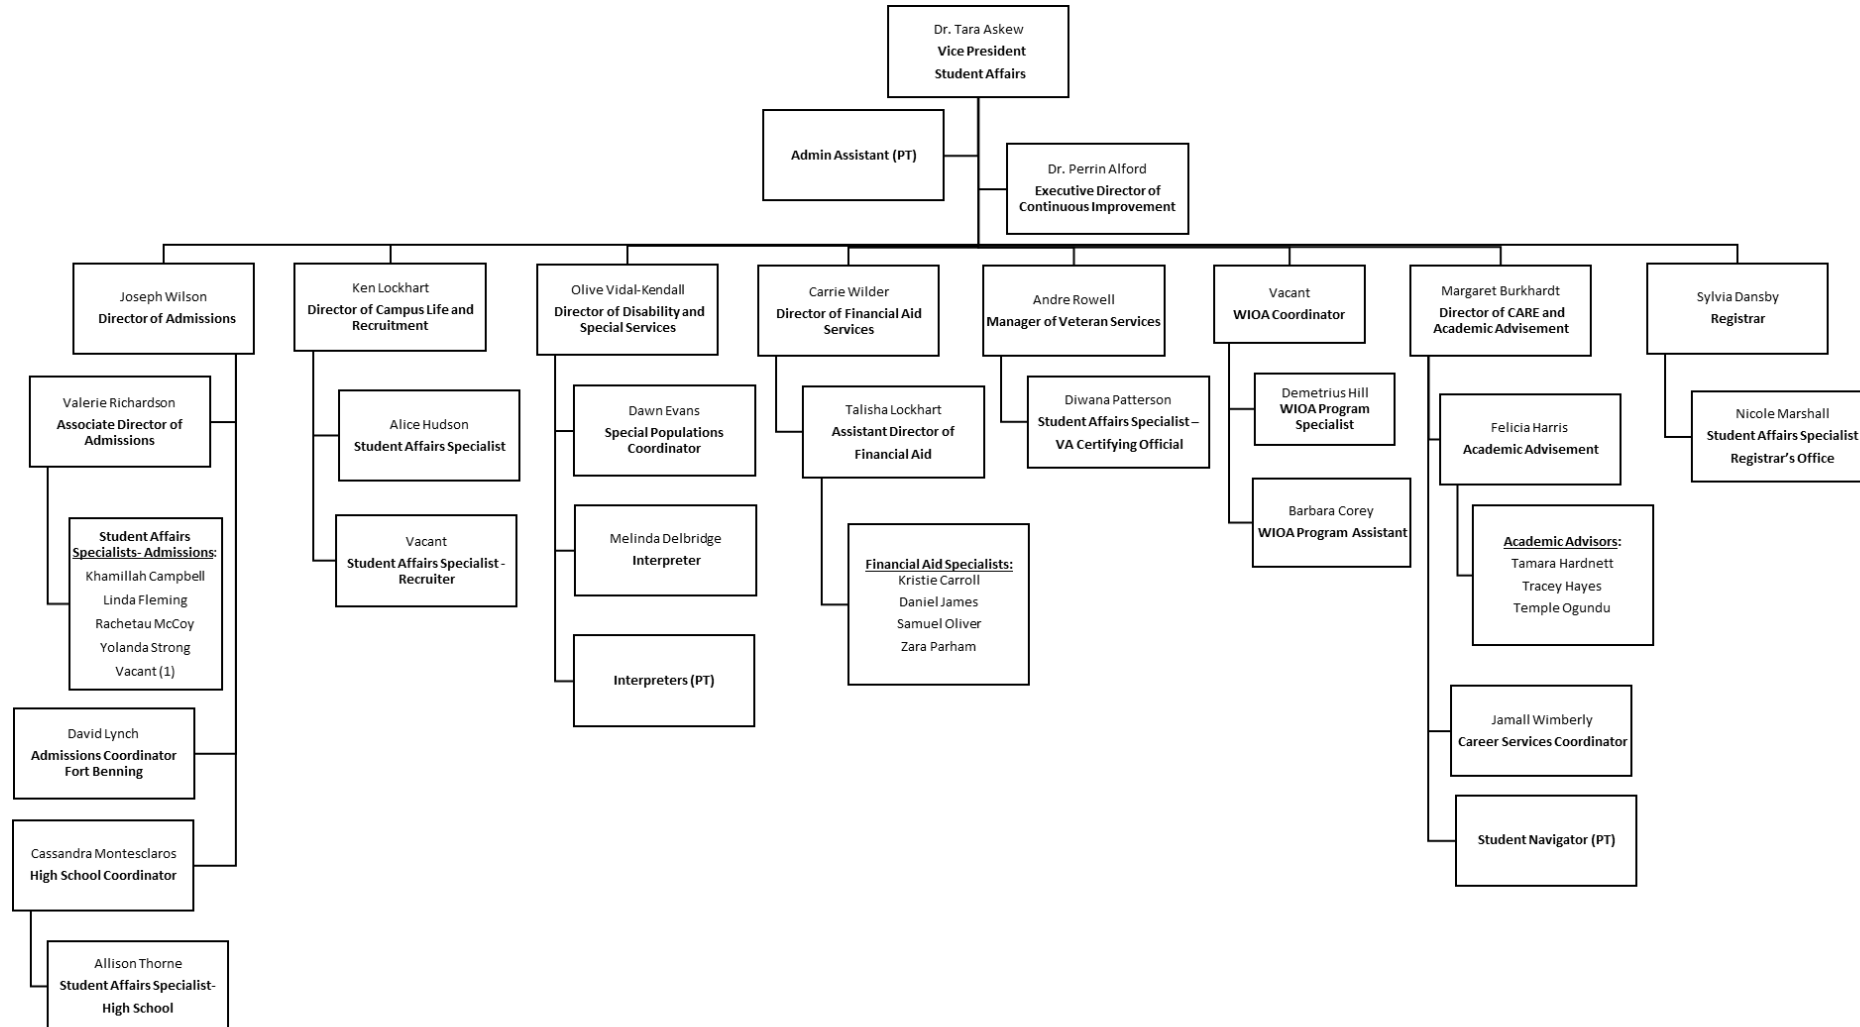 Dr. Tara Askew
Vice President
Student Affairs
Admin Assistant (PT)
Dr. Perrin Alford
Executive Director of
Continuous Improvement
Joseph Wilson
Director of Admissions
Valerie Richardson
Associate Director of
Admissions
Student Affairs
Specialists- Admissions:
Khamillah Campbell
Linda Fleming
Rachetau McCoy
Yolanda Strong
Vacant (1)
David Lynch
Admissions Coordinator
Fort Benning
Cassandra Montesclaros
High School Coordinator
Allison Thorne
Student Affairs Specialist-
High School
Ken Lockhart
Director of Campus Life and
Recruitment
Alice Hudson
Student Affairs Specialist
Vacant
Student Affairs Specialist -
Recruiter
Olive Vidal-Kendall
Director of Disability and
Special Services
Dawn Evans
Special Populations
Coordinator
Melinda Delbridge
Interpreter
Interpreters (PT)
Carrie Wilder
Director of Financial Aid
Services
Talisha Lockhart
Assistant Director of
Financial Aid
Financial Aid Specialists:
Kristie Carroll
Daniel James
Samuel Oliver
Zara Parham
Andre Rowell
Manager of Veteran Services
Diwana Patterson
Student Affairs Specialist –
VA Certifying Official
Vacant
WIOA Coordinator
Demetrius Hill
WIOA Program
Specialist
Barbara Corey
WIOA Program Assistant
Margaret Burkhardt
Director of CARE and
Academic Advisement
Felicia Harris
Academic Advisement
Academic Advisors:
Tamara Hardnett
Tracey Hayes
Temple Ogundu
Jamall Wimberly
Career Services Coordinator
Student Navigator (PT)
Sylvia Dansby
Registrar
Nicole Marshall
Student Affairs Specialist
Registrar’s Office